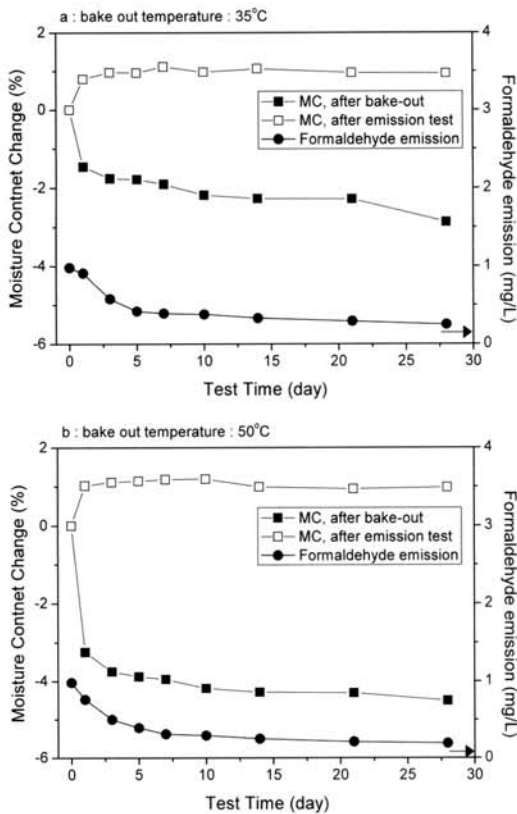 a : bake out temperature : 35°C
2
0
-2
-4
-6
Moisture Contnet Change (%)
MC, after bake-out
MC, after emission test
Formaldehyde emission
4
3
2
1
0
Formaldehyde emission (mg/L)
0 5 10 15 20 25 30
Test Time (day)
b : bake out temperature : 50°C
2
0
-2
-4
-6
Moisture Contnet Change (%)
MC, after bake-out
MC, after emission test
Formaldehyde emission
4
3
2
1
0
Formaldehyde emission (mg/L)
0 5 10 15 20 25 30
Test Time (day)